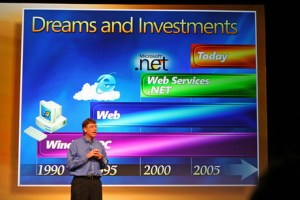 Dreams and Investments
Today
Microsoft
.net
Web Services
.NET
Web
1990
2000
2005